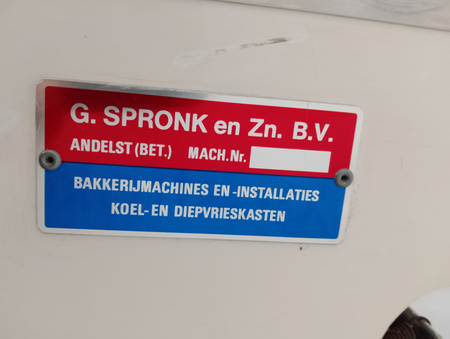 G. SPRONK en Zn. B.V.
ANDELST (BET.) MACH.Nr.
BAKKERIJMACHINES EN -INSTALLATIES
KOEL- EN DIEPVRIESKASTEN